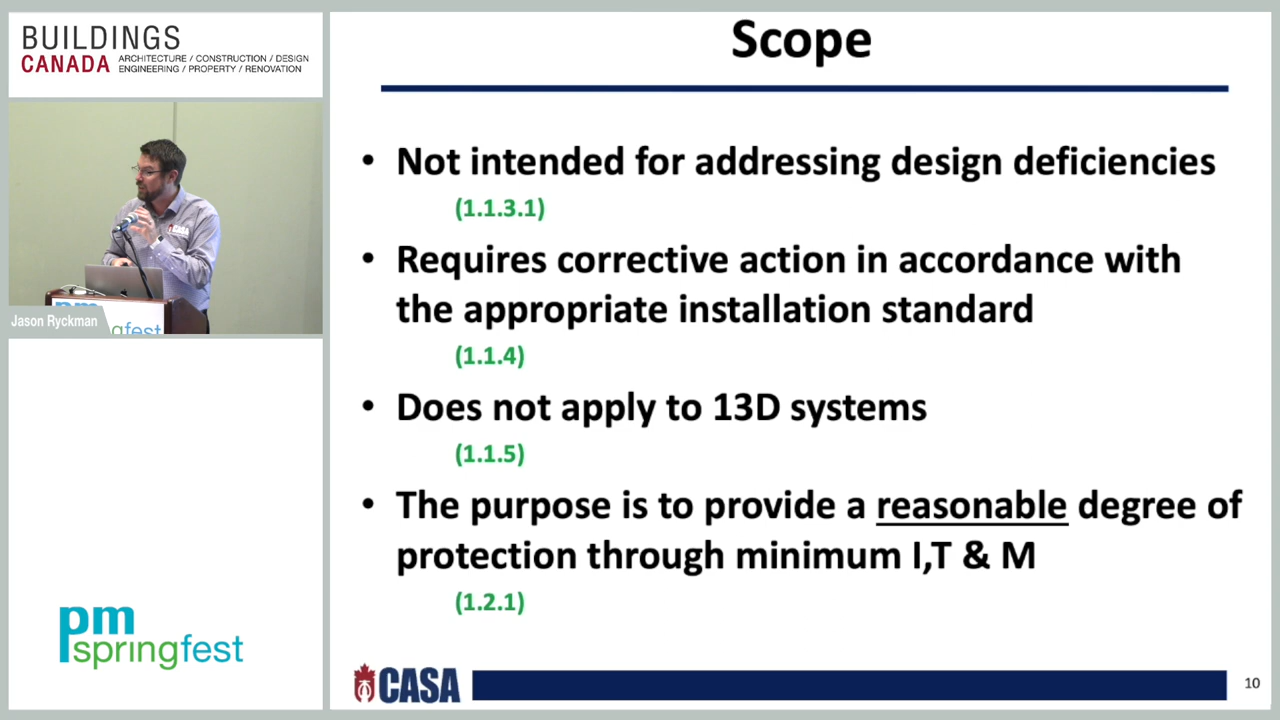 BUILDINGS
CANADA
ARCHITECTURE / CONSTRUCTION / DESIGN
ENGINEERING / PROPERTY / RENOVATION
CASA
pm
gfest
Jason Ryckman
pm
springfest
Scope
• Not intended for addressing design deficiencies
(1.1.3.1)
• Requires corrective action in accordance with
the appropriate installation standard
(1.1.4)
• Does not apply to 13D systems
(1.1.5)
• The purpose is to provide a reasonable degree of
protection through minimum I,T & M
(1.2.1)
CASA
10